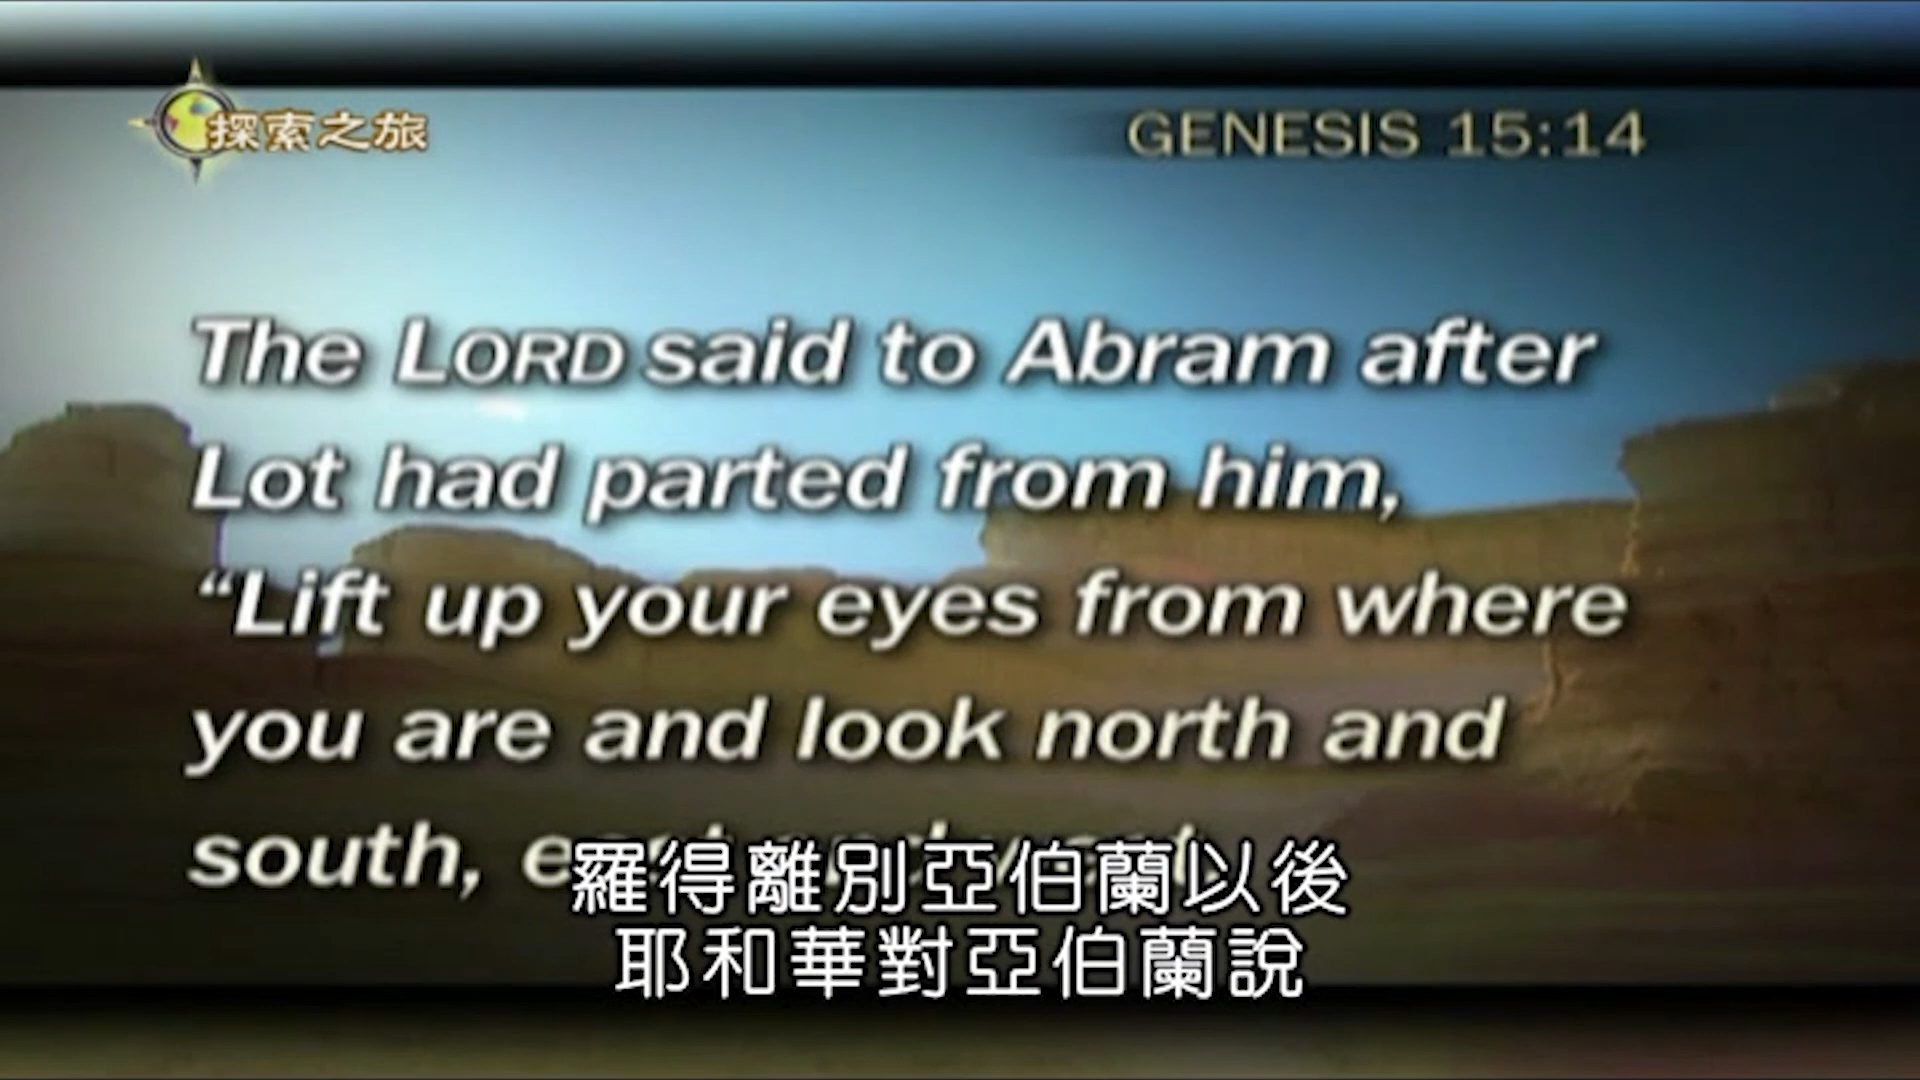 探索之旅
GENESIS 15:14
The LORD said to Abram after
Lot had parted from him,
“Lift up your eyes from where
you are and look north and
south,
羅得離別亞伯蘭以後
耶和華對亞伯蘭說